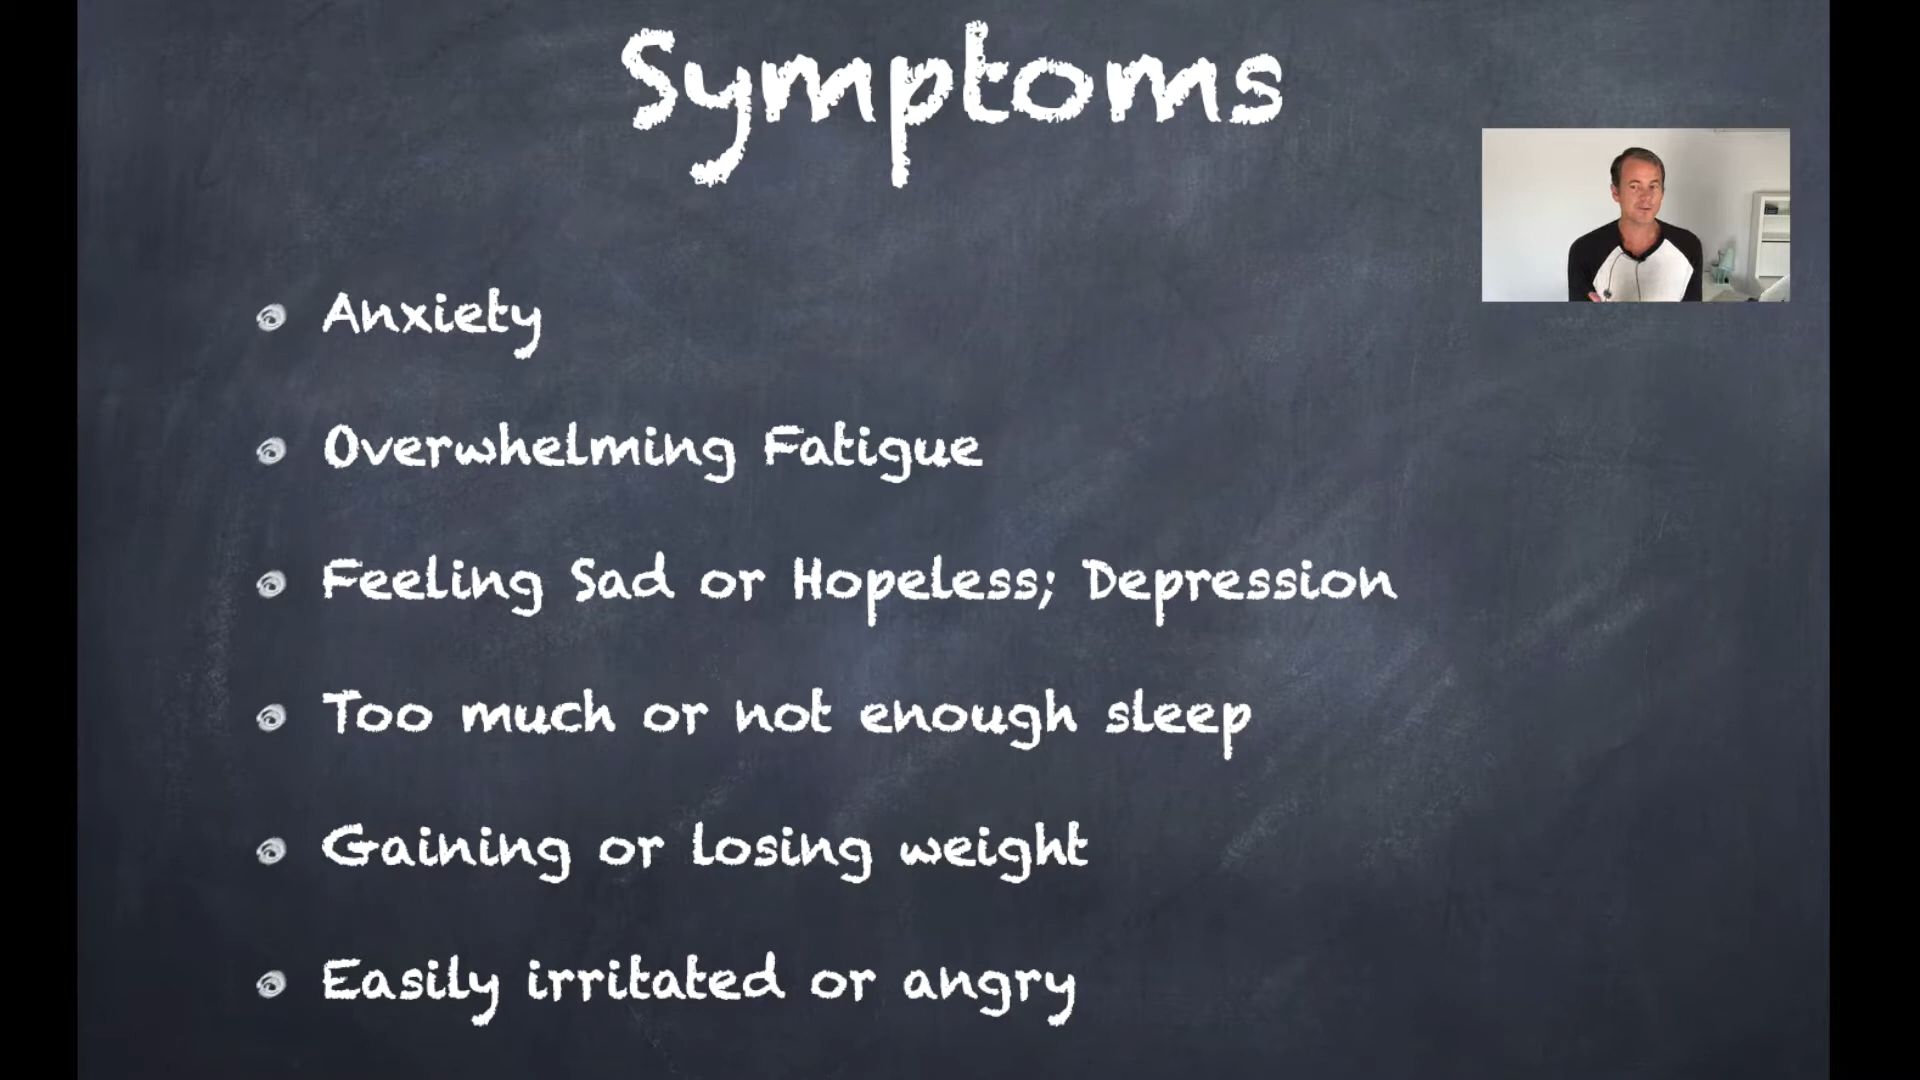 Symptoms
Anxiety
Overwhelming Fatigue
Feeling Sad or Hopeless; Depression
Too much or not enough sleep
Gaining or losing weight
Easily irritated or angry